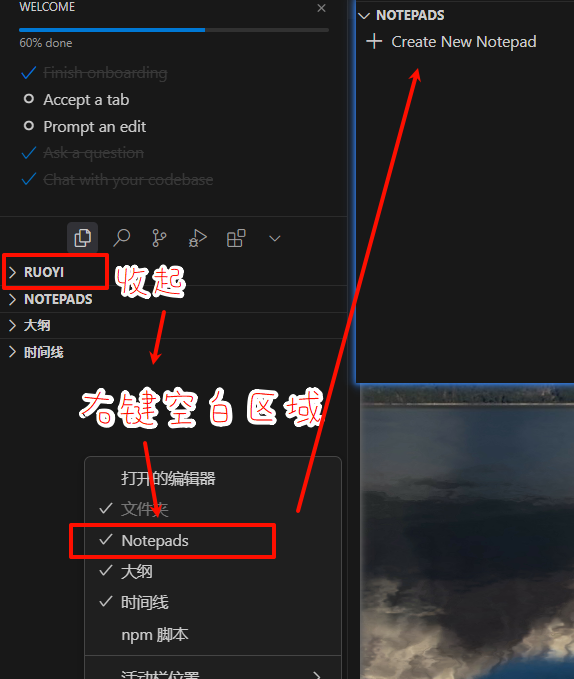 WELCOME
60% done
Finish onboarding
Accept a tab
Prompt an edit
Ask a question
Chat with your codebase
RUOYI
收起
NOTEPADS
大纲
时间线
右键空白区域
打开的编辑器
文件夹
Notepads
大纲
时间线
npm 脚本
活动栏位置
NOTEPADS
Create New Notepad